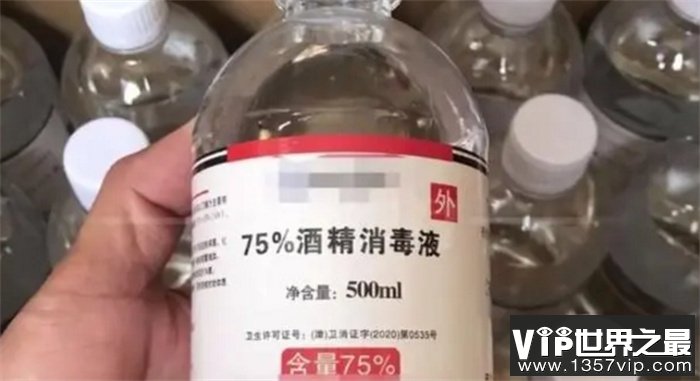 外
75%酒精消毒液
净含量：500ml
卫生许可证号：(津)卫消证字(2020)第0535号
含量75%
VIP世界之最
www.1357vip.com